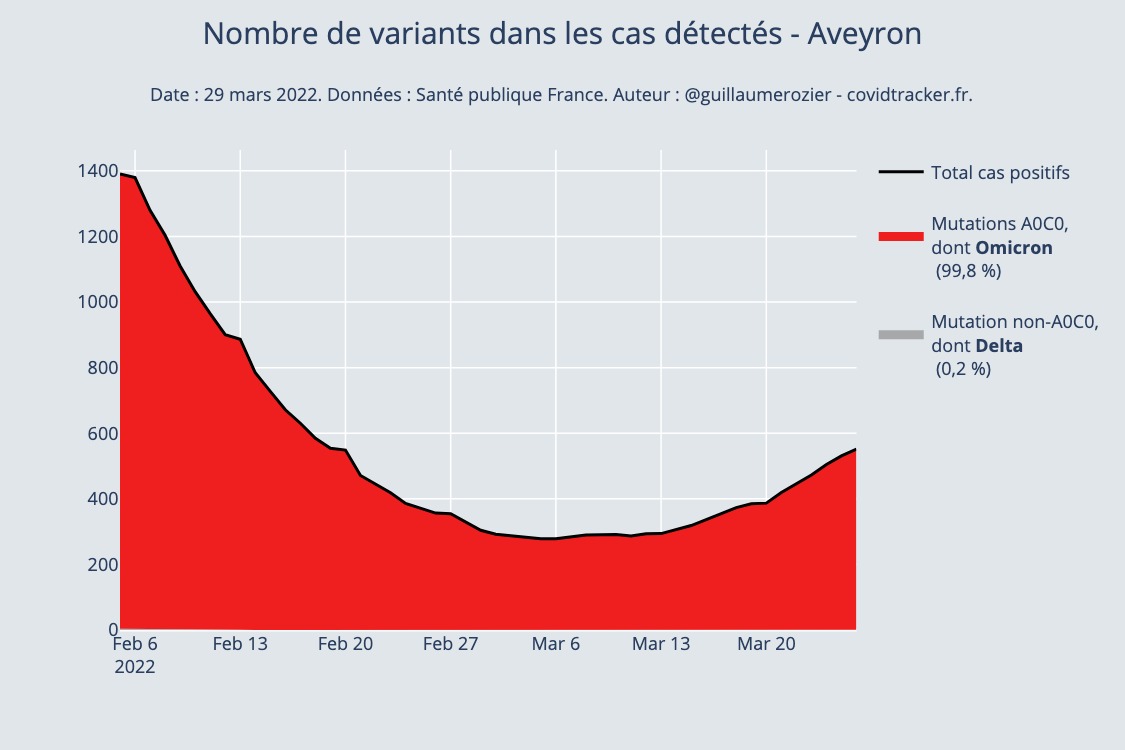 Nombre de variants dans les cas détectés - Aveyron
Date : 29 mars 2022. Données : Santé publique France. Auteur : @guillaumerozier - covidtracker.fr.
1400
1200
1000
800
600
400
200
0
Feb 6
2022
Feb 13
Feb 20
Feb 27
Mar 6
Mar 13
Mar 20
Total cas positifs
Mutations A0C0,
dont Omicron
(99,8 %)
Mutation non-A0C0,
dont Delta
(0,2 %)